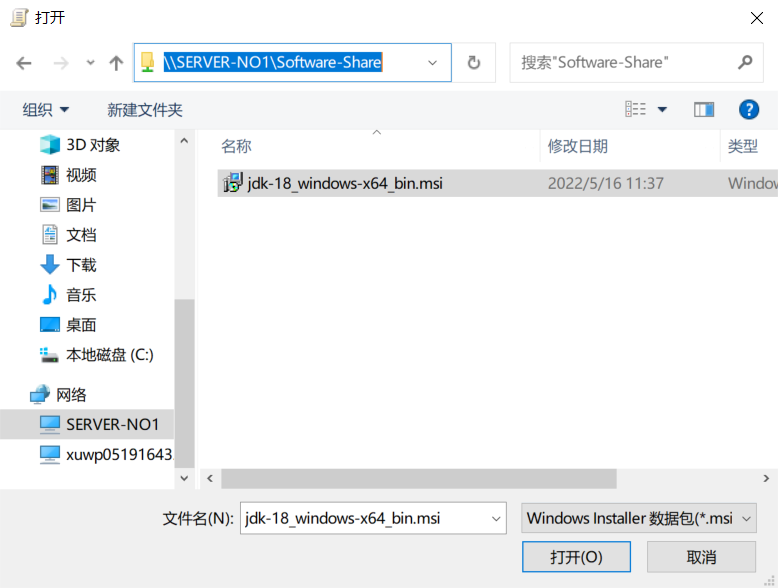 打开
\\SERVER-NO1\Software-Share
搜索"Software-Share"
组织
新建文件夹
3D 对象
视频
图片
文档
下载
音乐
桌面
本地磁盘 (C:)
网络
SERVER-NO1
xuwp05191643
名称
修改日期
类型
jdk-18_windows-x64_bin.msi
2022/5/16 11:37
Window
文件名(N):
jdk-18_windows-x64_bin.msi
Windows Installer 数据包(*.msi
打开(O)
取消